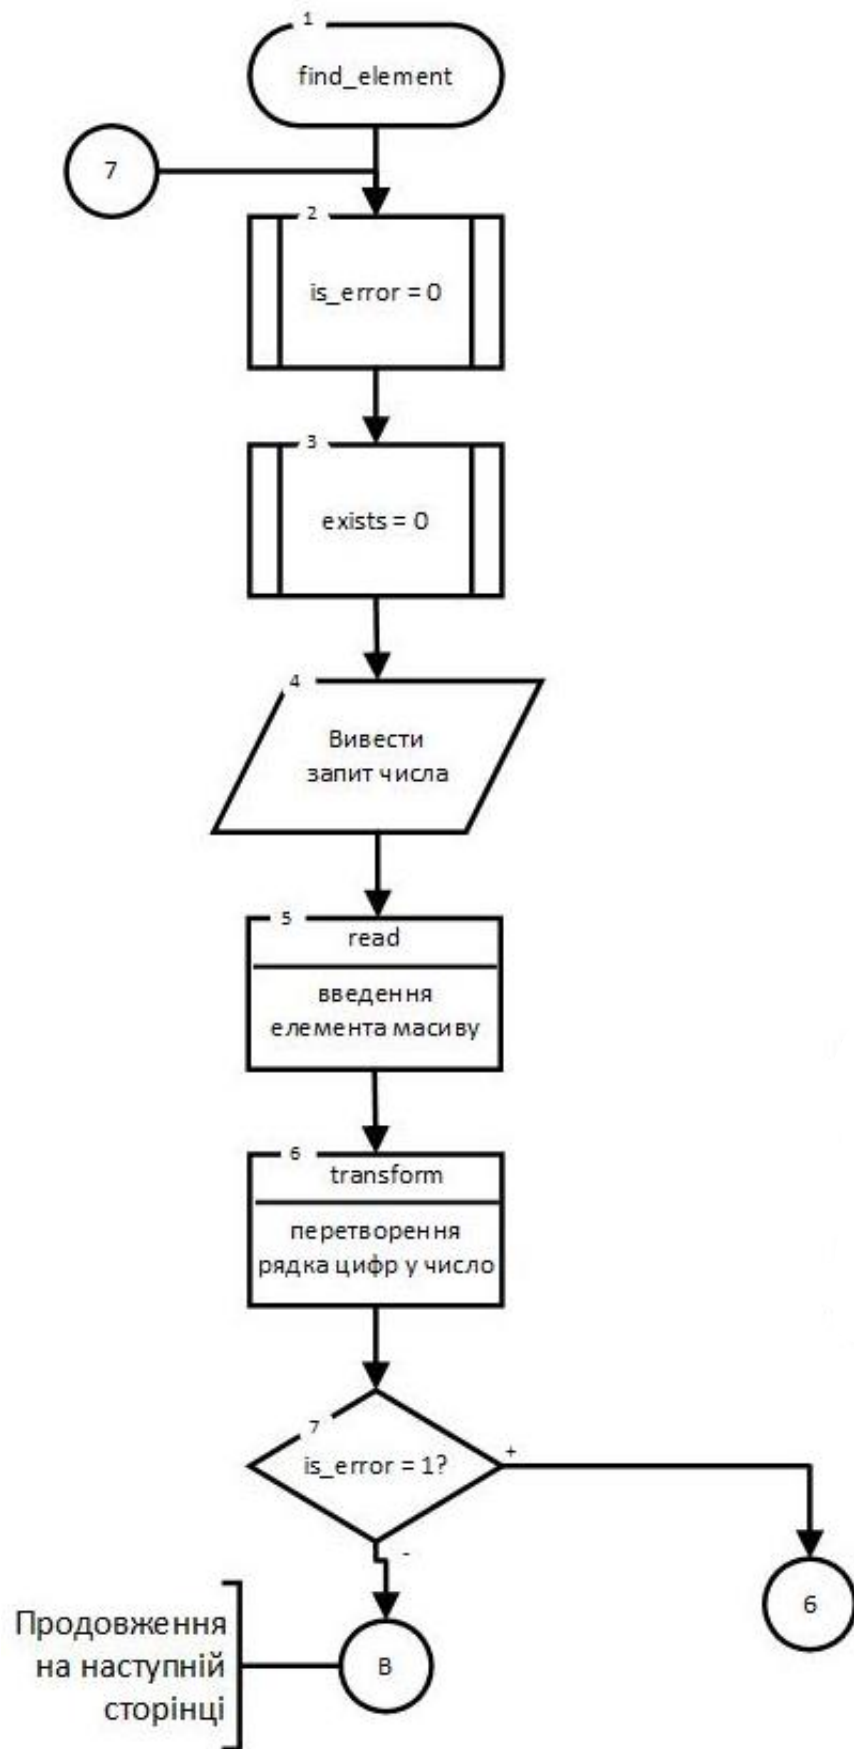 1
find_element
7
2
is_error = 0
3
exists = 0
4
Вивести
запит числа
5
read
введення
елемента масиву
6
transform
перетворення
рядка цифр у число
7
is_error = 1?
+
-
6
Продовження
на наступній
сторінці
В